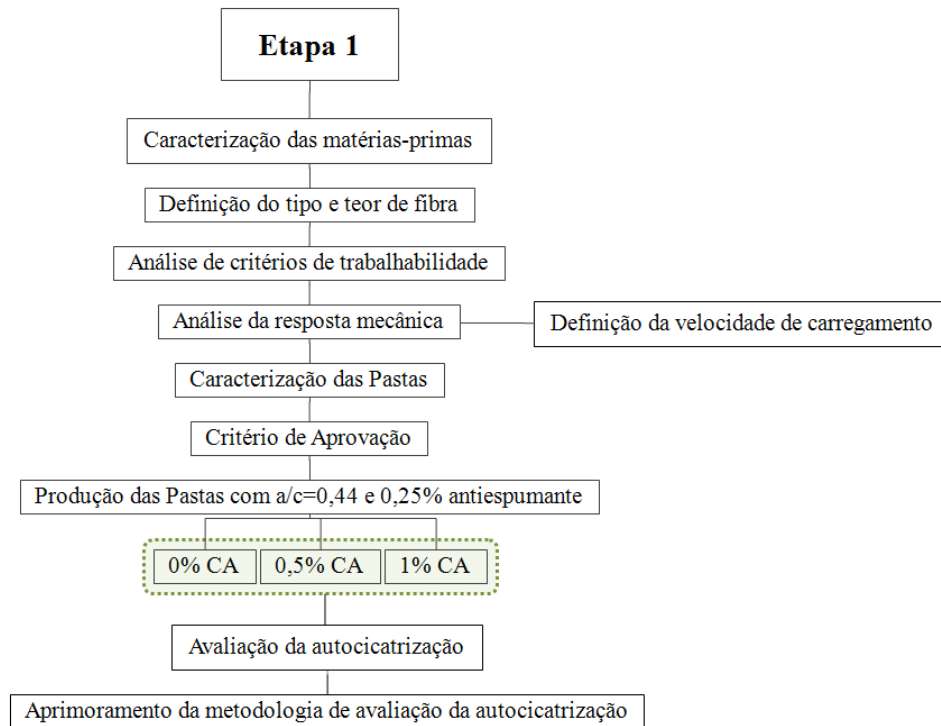 Etapa 1
Caracterização das matérias-primas
Definição do tipo e teor de fibra
Análise de critérios de trabalhabilidade
Análise da resposta mecânica
Definição da velocidade de carregamento
Caracterização das Pastas
Critério de Aprovação
Produção das Pastas com a/c=0,44 e 0,25% antiespumante
0% CA
0,5% CA
1% CA
Avaliação da autocicatrização
Aprimoramento da metodologia de avaliação da autocicatrização